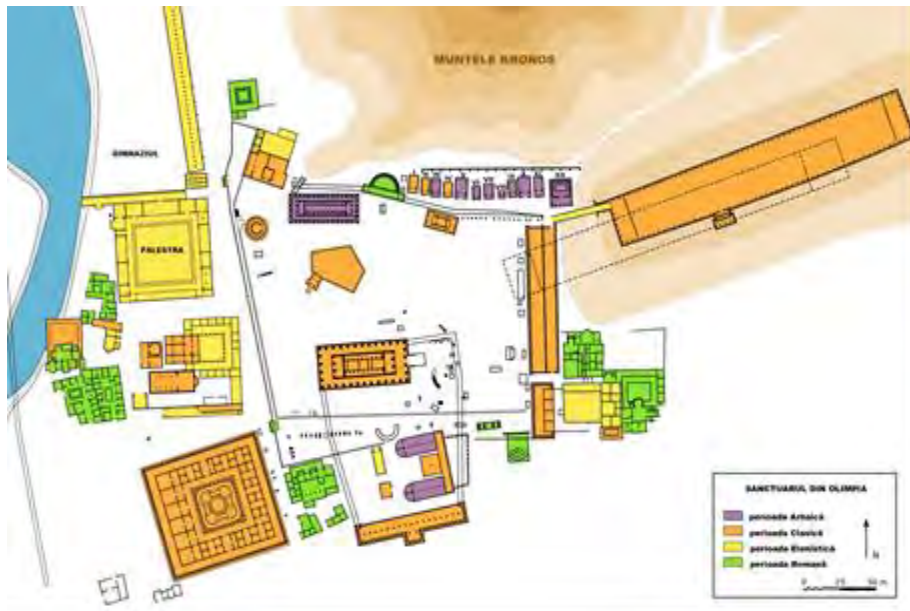 MUNTELE KRONOS
GIMNAZIUL
PALESTRA
SANCTUARUL DIN OLIMPIA
perioada Arhaică
perioada Clasică
perioada Elenistică
perioada Romană
N
0 25 50 m